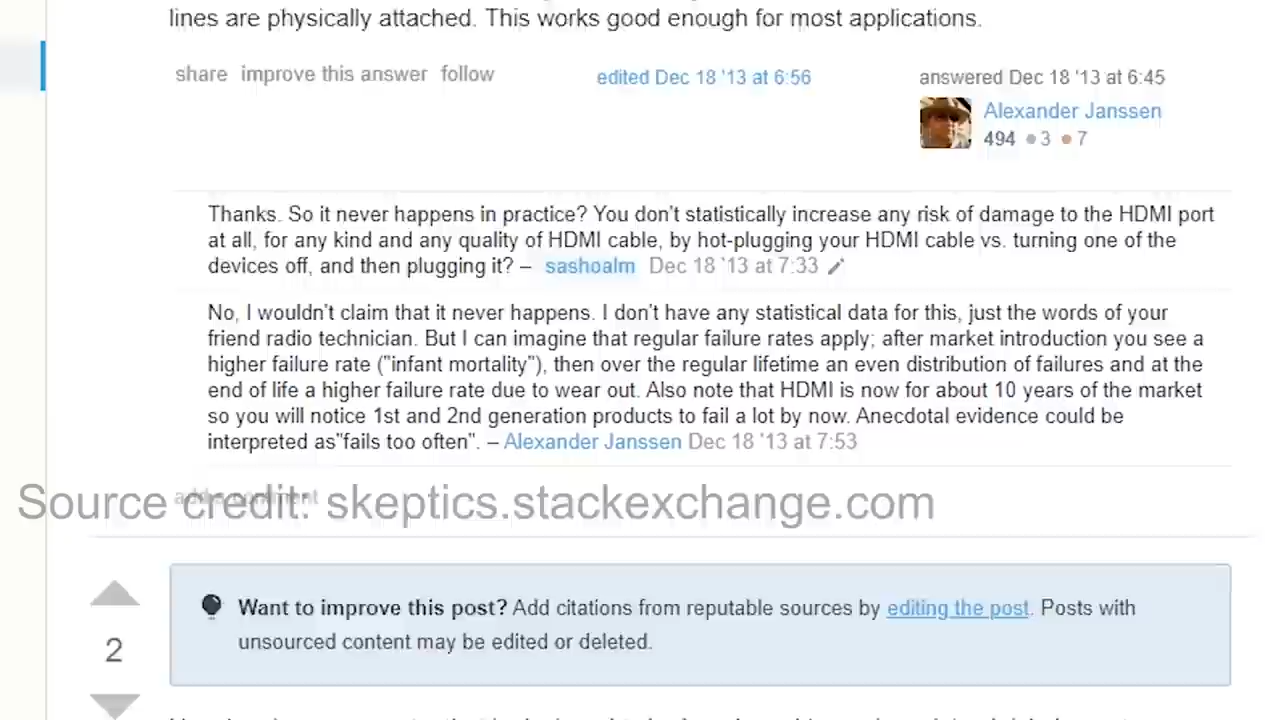 lines are physically attached. This works good enough for most applications.
share improve this answer follow
edited Dec 18 '13 at 6:56
answered Dec 18 '13 at 6:45
Alexander Janssen
494 3 7
Thanks. So it never happens in practice? You don't statistically increase any risk of damage to the HDMI port
at all, for any kind and any quality of HDMI cable, by hot-plugging your HDMI cable vs. turning one of the
devices off, and then plugging it? – sashoalm Dec 18 '13 at 7:33
No, I wouldn't claim that it never happens. I don't have any statistical data for this, just the words of your
friend radio technician. But I can imagine that regular failure rates apply; after market introduction you see a
higher failure rate ("infant mortality"), then over the regular lifetime an even distribution of failures and at the
end of life a higher failure rate due to wear out. Also note that HDMI is now for about 10 years of the market
so you will notice 1st and 2nd generation products to fail a lot by now. Anecdotal evidence could be
interpreted as"fails too often". – Alexander Janssen Dec 18 '13 at 7:53
add a comment
Source credit: skeptics.stackexchange.com
Want to improve this post? Add citations from reputable sources by editing the post. Posts with
2
unsourced content may be edited or deleted.